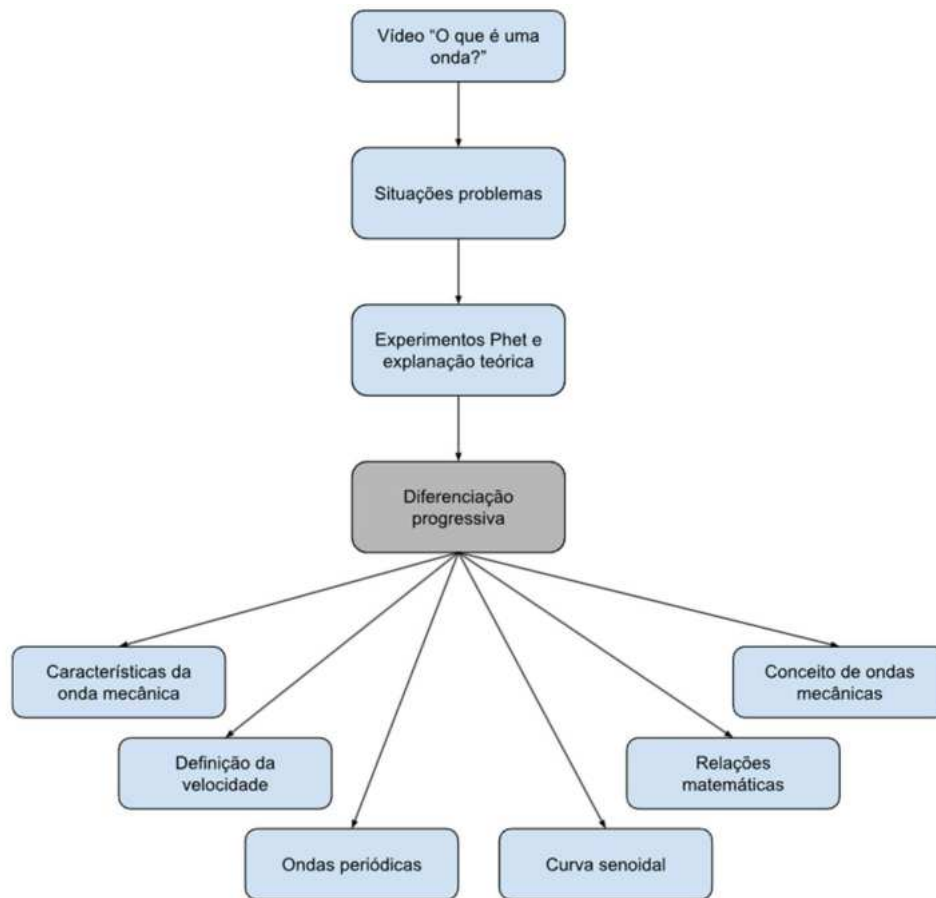 Vídeo “O que é uma
onda?”
Situações problemas
Experimentos Phet e
explanação teórica
Diferenciação
progressiva
Características da
onda mecânica
Conceito de ondas
mecânicas
Definição da
velocidade
Relações
matemáticas
Ondas periódicas
Curva senoidal